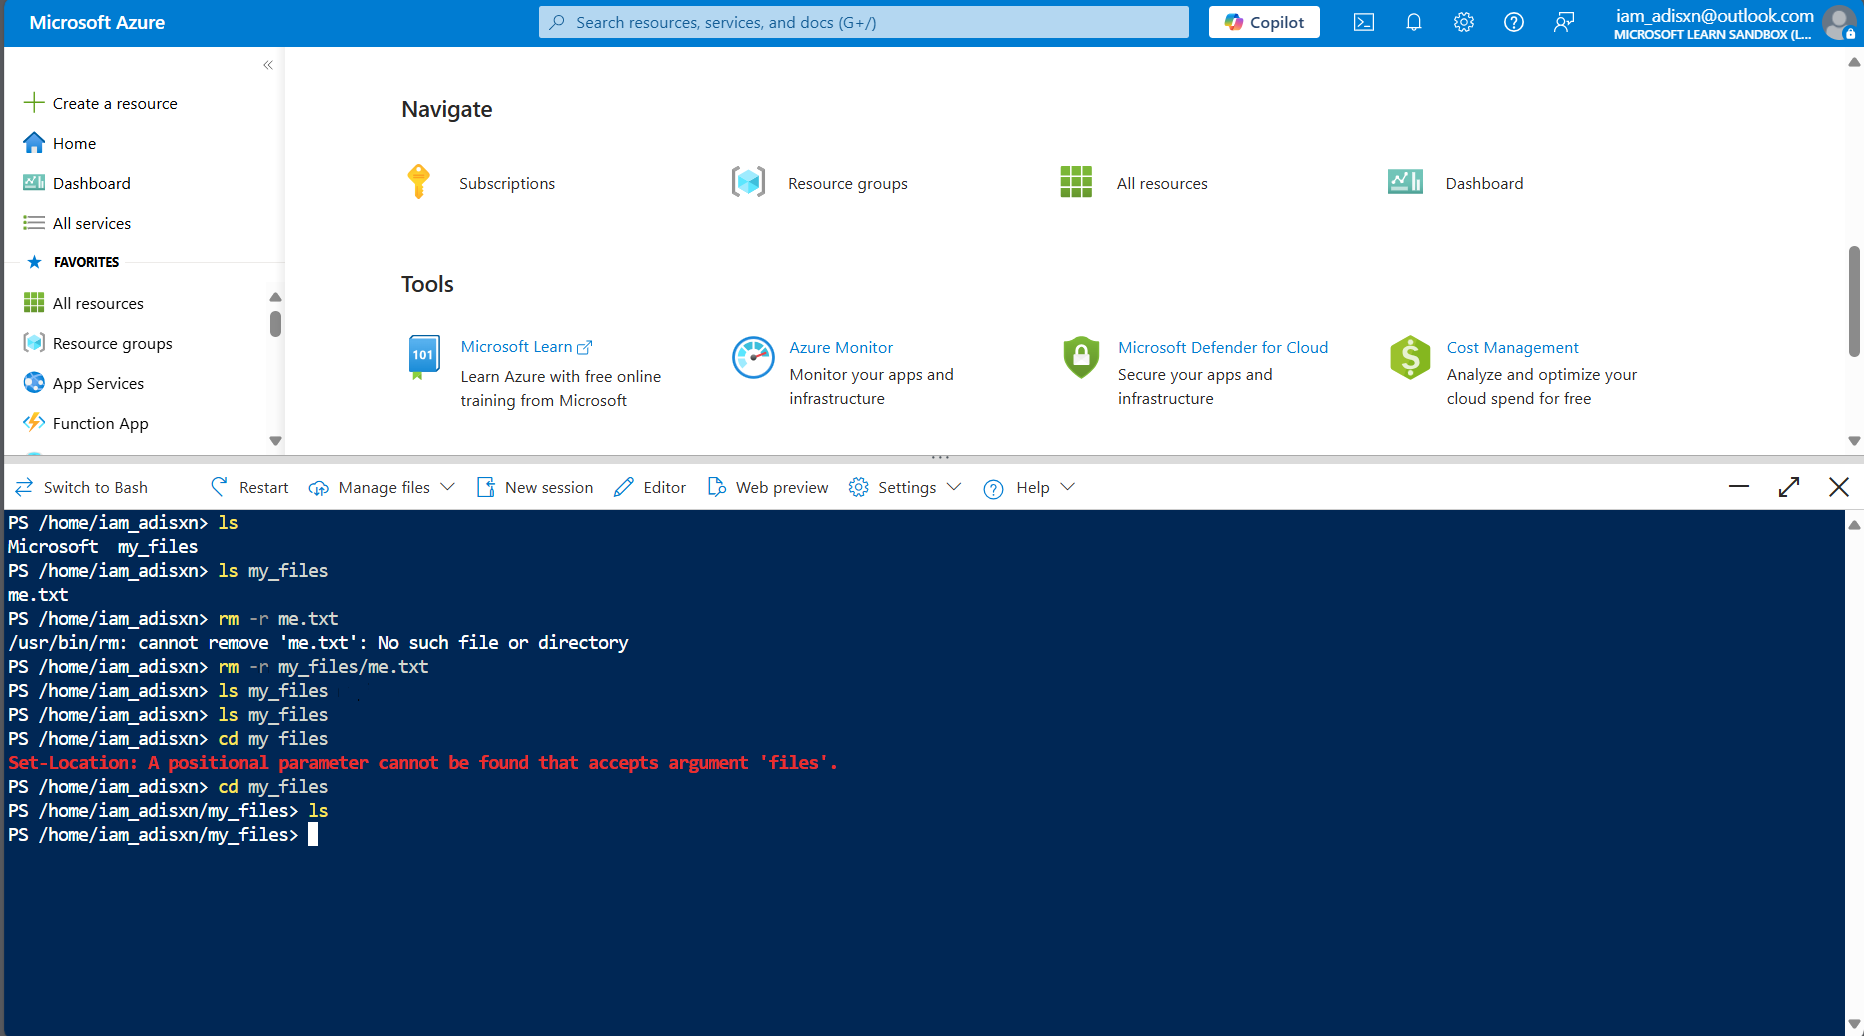 Microsoft Azure
Search resources, services, and docs (G+/)
Copilot
iam_adisxn@outlook.com
MICROSOFT LEARN SANDBOX (L...
Create a resource
Home
Dashboard
All services
FAVORITES
All resources
Resource groups
App Services
Function App
Navigate
Subscriptions
Resource groups
All resources
Dashboard
Tools
101
Microsoft Learn
Learn Azure with free online
training from Microsoft
Azure Monitor
Monitor your apps and
infrastructure
Microsoft Defender for Cloud
Secure your apps and
infrastructure
Cost Management
Analyze and optimize your
cloud spend for free
Switch to Bash
Restart
Manage files
New session
Editor
Web preview
Settings
Help
PS /home/iam_adisxn> ls
Microsoft  my_files
PS /home/iam_adisxn> ls my_files
me.txt
PS /home/iam_adisxn> rm -r me.txt
/usr/bin/rm: cannot remove 'me.txt': No such file or directory
PS /home/iam_adisxn> rm -r my_files/me.txt
PS /home/iam_adisxn> ls my_files
PS /home/iam_adisxn> ls my_files
PS /home/iam_adisxn> cd my files
Set-Location: A positional parameter cannot be found that accepts argument 'files'.
PS /home/iam_adisxn> cd my_files
PS /home/iam_adisxn/my_files> ls
PS /home/iam_adisxn/my_files>